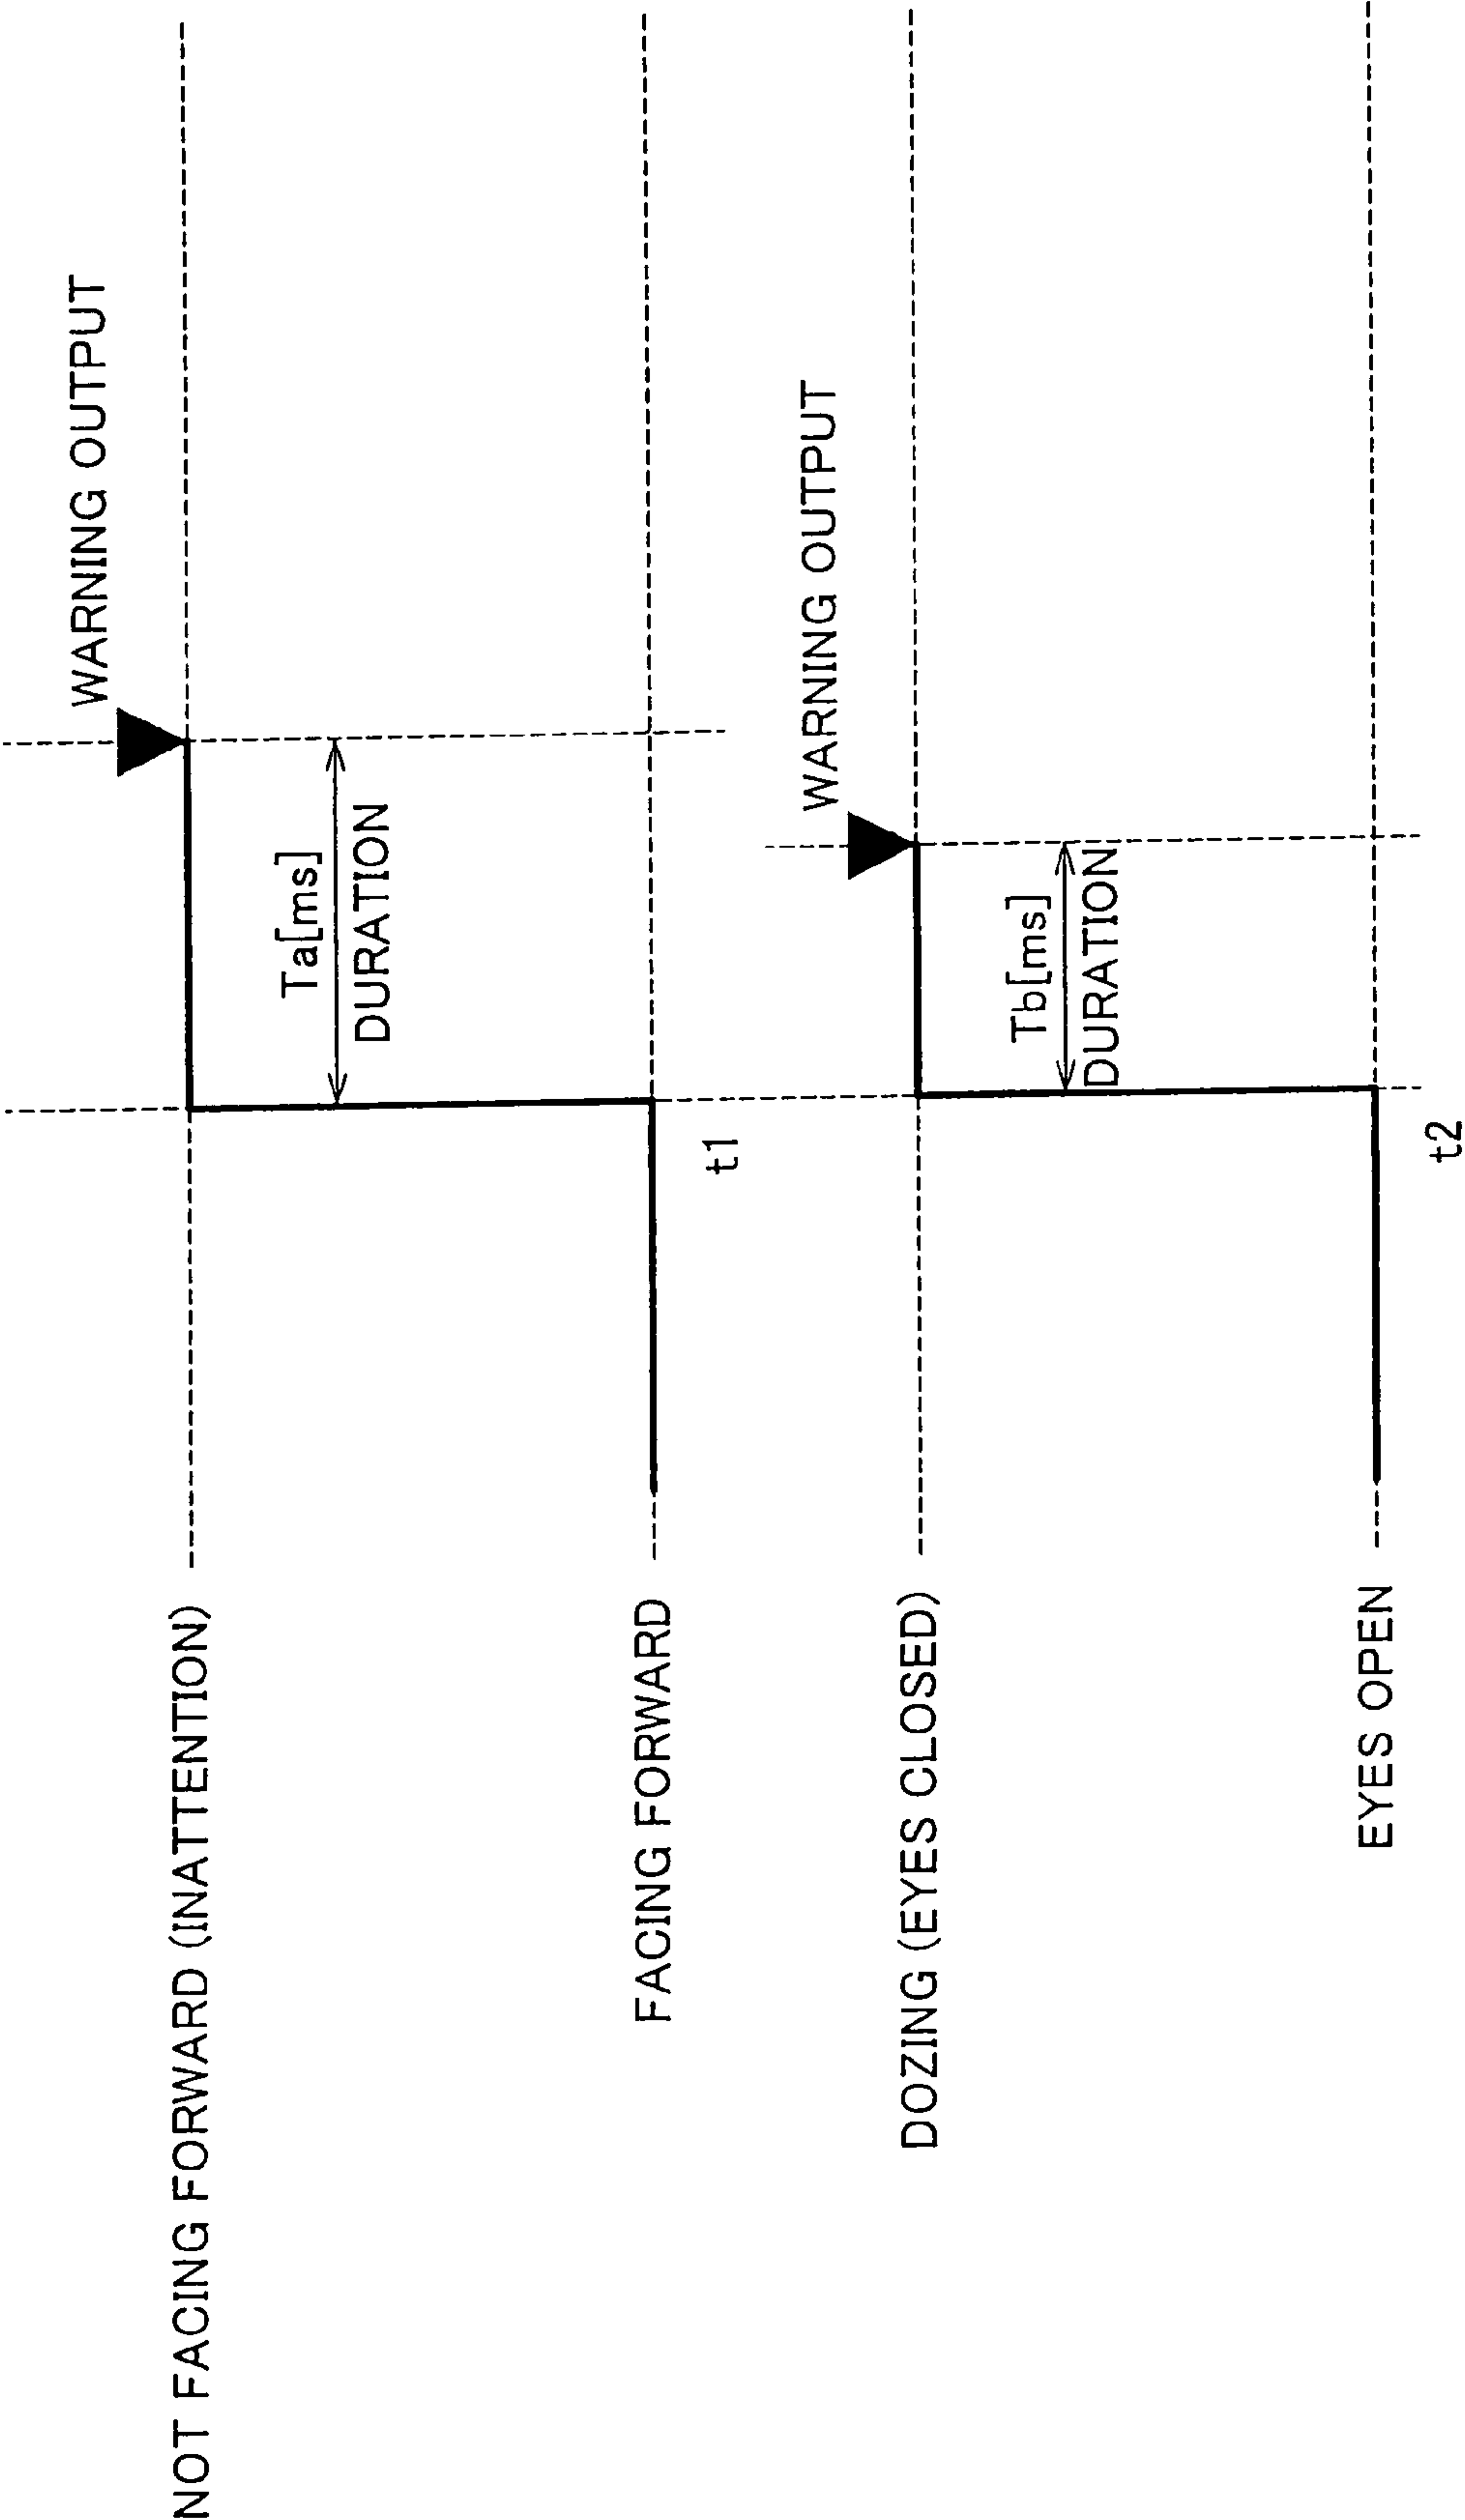 WARNING OUTPUT
NOT FACING FORWARD (INATTENTION)
Ta[ms]
DURATION
FACING FORWARD
t1
WARNING OUTPUT
DOZING (EYES CLOSED)
Tb[ms]
DURATION
EYES OPEN
t2